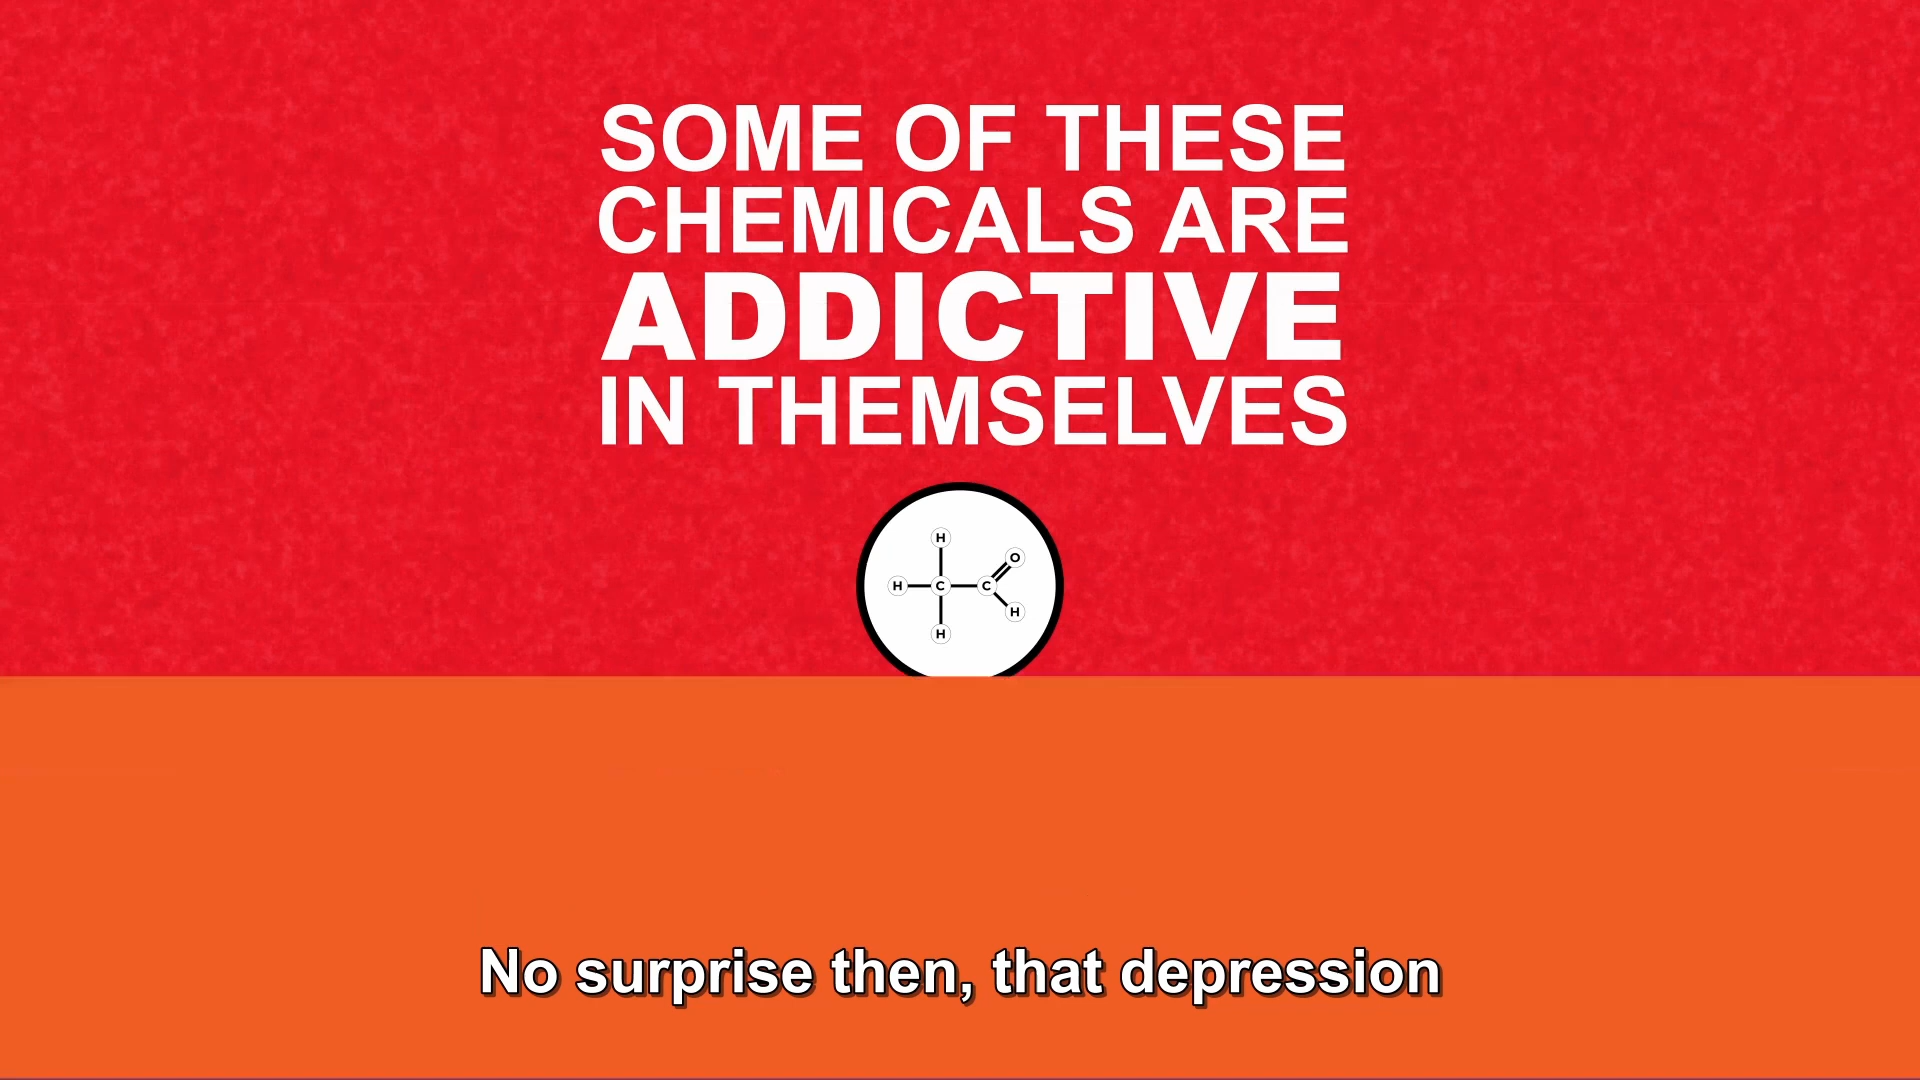 SOME OF THESE
CHEMICALS ARE
ADDICTIVE
IN THEMSELVES
H
O
H C C
H
H
No surprise then, that depression